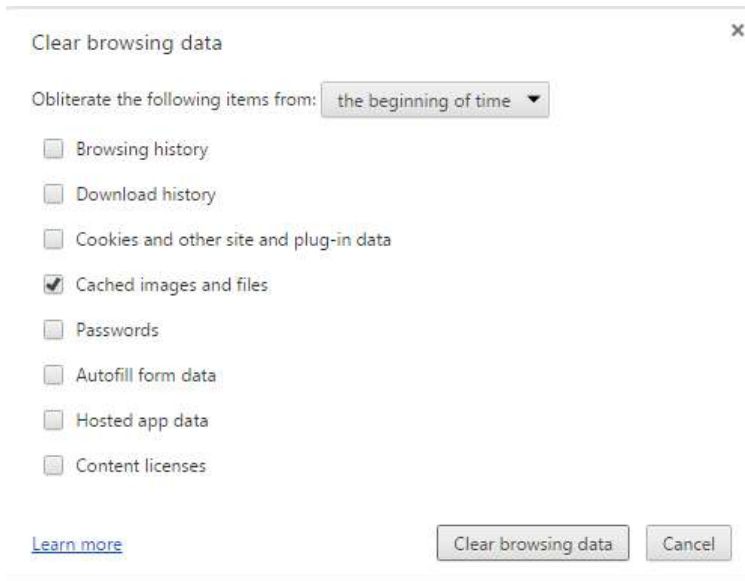 Clear browsing data
Obliterate the following items from: the beginning of time
Browsing history
Download history
Cookies and other site and plug-in data
Cached images and files
Passwords
Autofill form data
Hosted app data
Content licenses
Learn more Clear browsing data Cancel